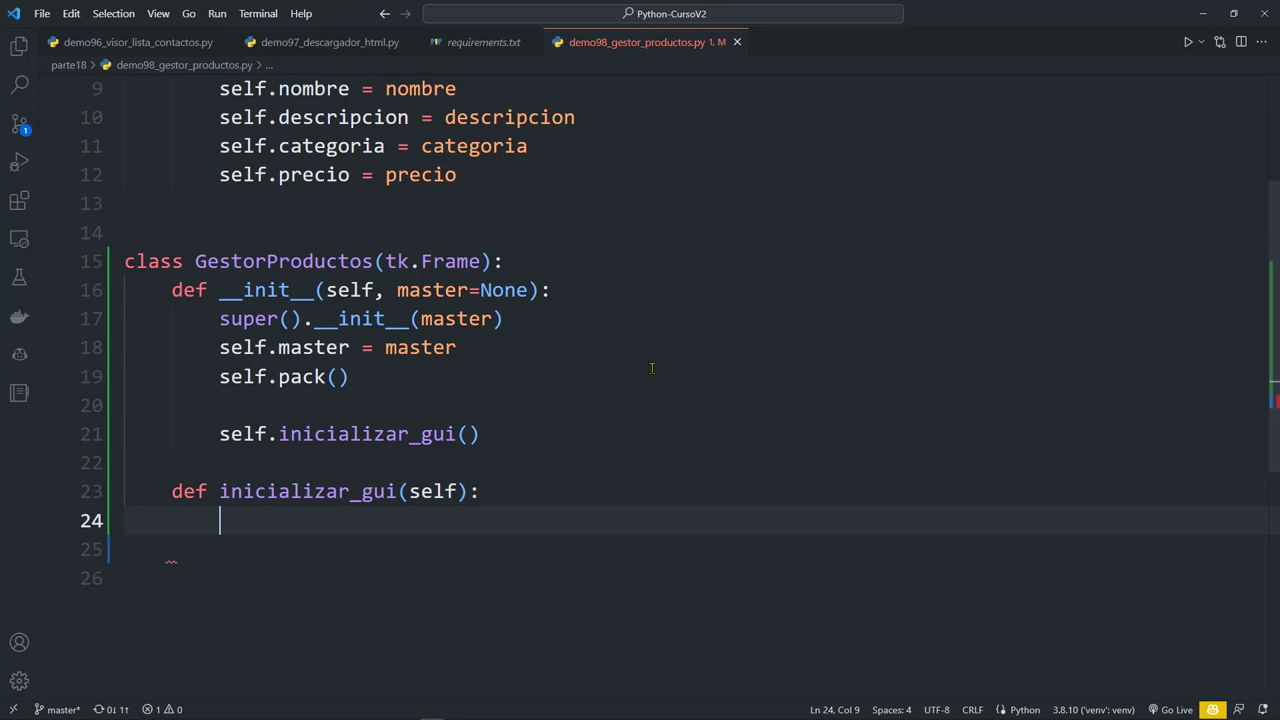 File Edit Selection View Go Run Terminal Help Python-CursoV2
demo96_visor_lista_contactos.py demo97_descargador_html.py requirements.txt demo98_gestor_productos.py 1, M
parte18 > demo98_gestor_productos.py > ...
9 self.nombre = nombre
10 self.descripcion = descripcion
11 self.categoria = categoria
12 self.precio = precio
13
14
15 class GestorProductos(tk.Frame):
16 def __init__(self, master=None):
17 super().__init__(master)
18 self.master = master
19 self.pack()
20
21 self.inicializar_gui()
22
23 def inicializar_gui(self):
24
25
26
master* 0↓ 1↑ 1 0 Ln 24, Col 9 Spaces: 4 UTF-8 CRLF Python 3.8.10 ('venv': venv) Go Live